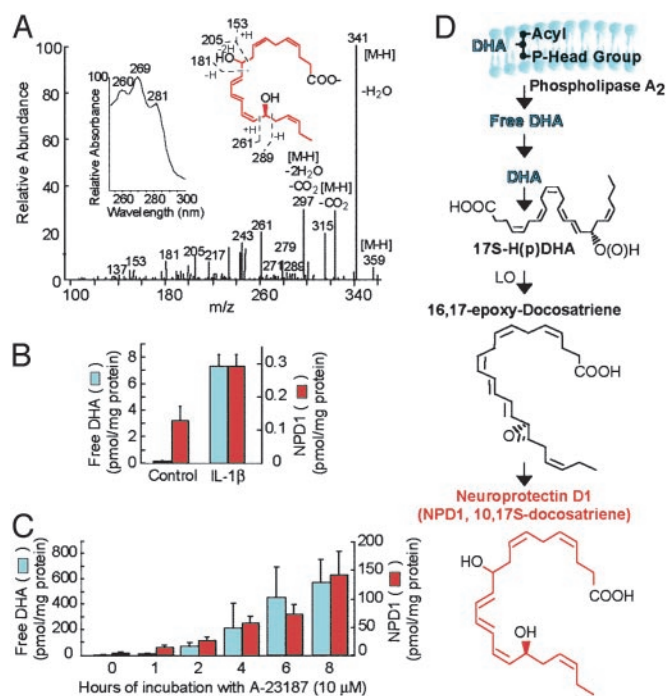 A
Relative Abundance
100
80
60
40
20
0
100
180
260
340
m/z
137
153
181
205
217
243
261
271
279
289
297
315
341
359
[M-H]
-H₂O
[M-H]
-2H₂O
-CO₂
[M-H]
-CO₂
[M-H]
153
+H
205
-2H
HO
181
-H
COO-
OH
+H
261
-H
289
Relative Absorbance
100
260
269
281
260 280 300
Wavelength (nm)
B
Free DHA ( )
(pmol/mg protein)
8
6
4
2
0
NPD1 ( )
(pmol/mg protein)
0.3
0.2
0.1
0
Control IL-1β
C
Free DHA ( )
(pmol/mg protein)
800
600
400
200
0
NPD1 ( )
(pmol/mg protein)
200
150
100
50
0
0 1 2 4 6 8
Hours of incubation with A-23187 (10 µM)
D
DHA
Acyl
P-Head Group
Phospholipase A₂
Free DHA
DHA
HOOC
O(O)H
17S-H(p)DHA
LO
16,17-epoxy-Docosatriene
COOH
O
Neuroprotectin D1
(NPD1, 10,17S-docosatriene)
HO
COOH
OH